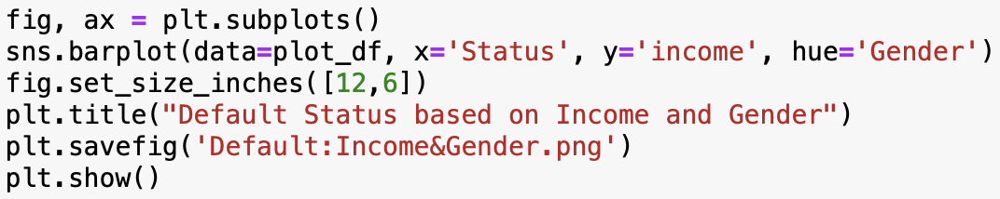 fig, ax = plt.subplots()
sns.barplot(data=plot_df, x='Status', y='income', hue='Gender')
fig.set_size_inches([12,6])
plt.title("Default Status based on Income and Gender")
plt.savefig('Default:Income&Gender.png')
plt.show()